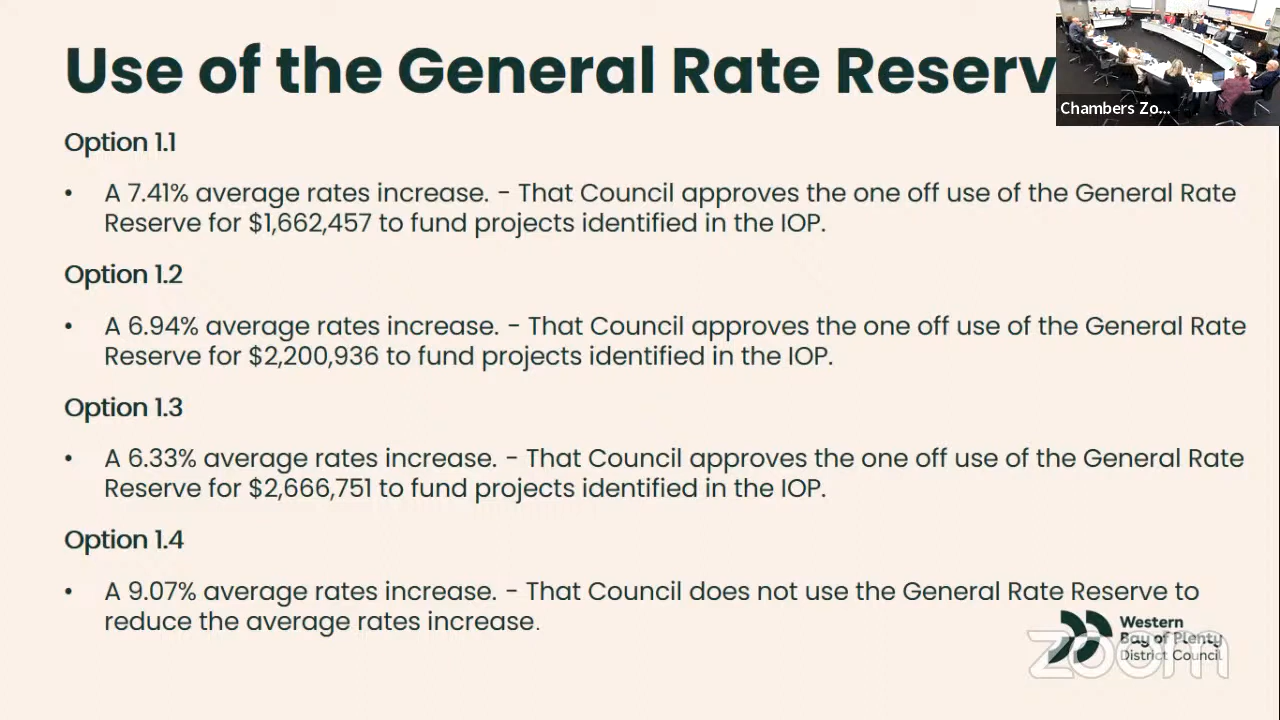 Use of the General Rate Reserv
Chambers Zo...
Option 1.1
• A 7.41% average rates increase. - That Council approves the one off use of the General Rate
Reserve for $1,662,457 to fund projects identified in the IOP.
Option 1.2
• A 6.94% average rates increase. - That Council approves the one off use of the General Rate
Reserve for $2,200,936 to fund projects identified in the IOP.
Option 1.3
• A 6.33% average rates increase. - That Council approves the one off use of the General Rate
Reserve for $2,666,751 to fund projects identified in the IOP.
Option 1.4
• A 9.07% average rates increase. - That Council does not use the General Rate Reserve to
reduce the average rates increase.
Western
Bay of Plenty
District Council
zoom